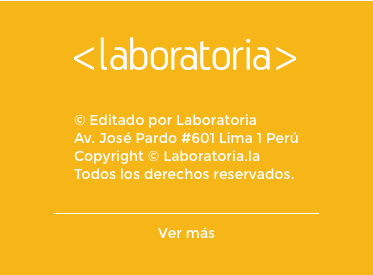 <laboratoria>
© Editado por Laboratoria
Av. José Pardo #601 Lima 1 Perú
Copyright © Laboratoria.la
Todos los derechos reservados.
Ver más